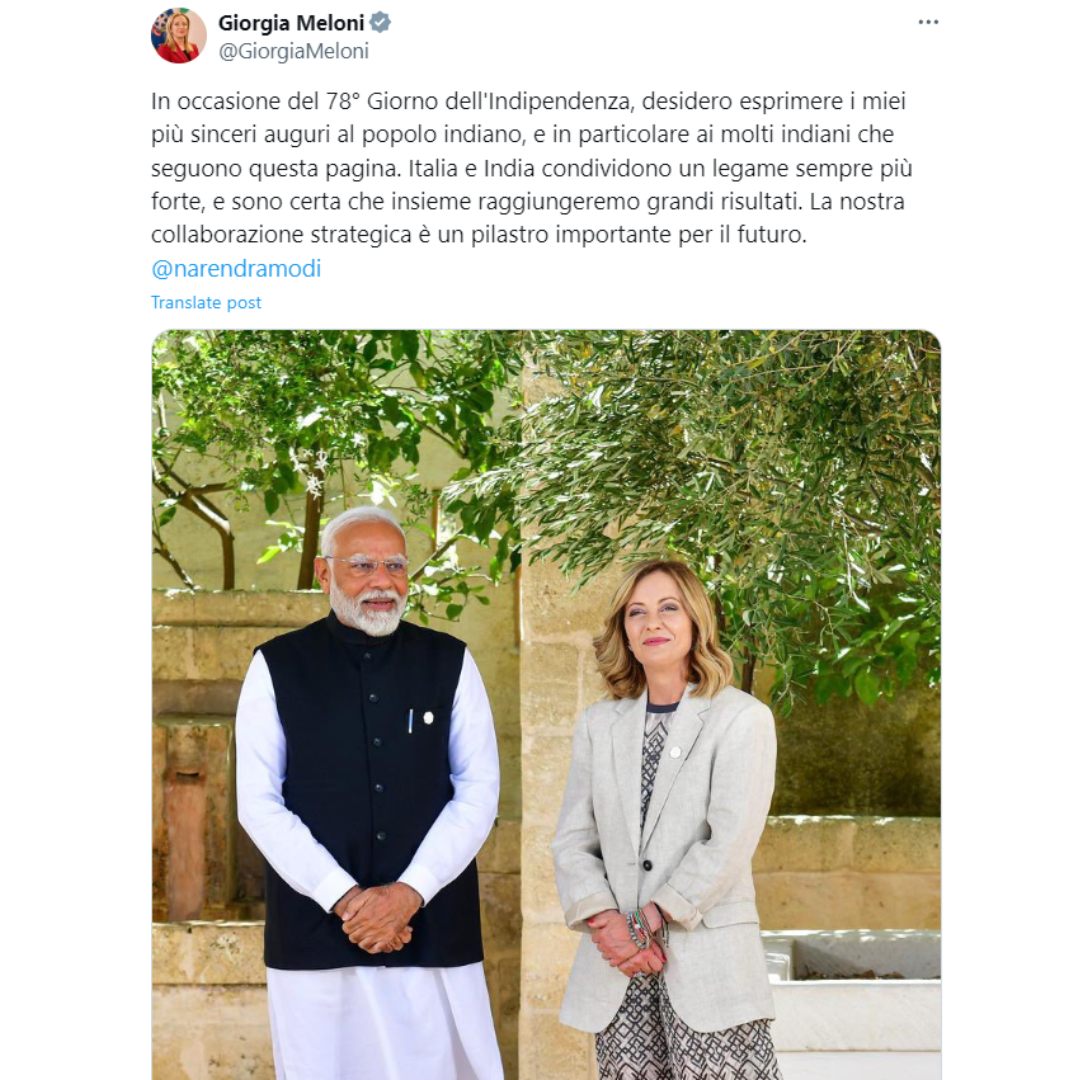 Giorgia Meloni
@GiorgiaMeloni
In occasione del 78° Giorno dell'Indipendenza, desidero esprimere i miei
più sinceri auguri al popolo indiano, e in particolare ai molti indiani che
seguono questa pagina. Italia e India condividono un legame sempre più
forte, e sono certa che insieme raggiungeremo grandi risultati. La nostra
collaborazione strategica è un pilastro importante per il futuro.
@narendramodi
Translate post